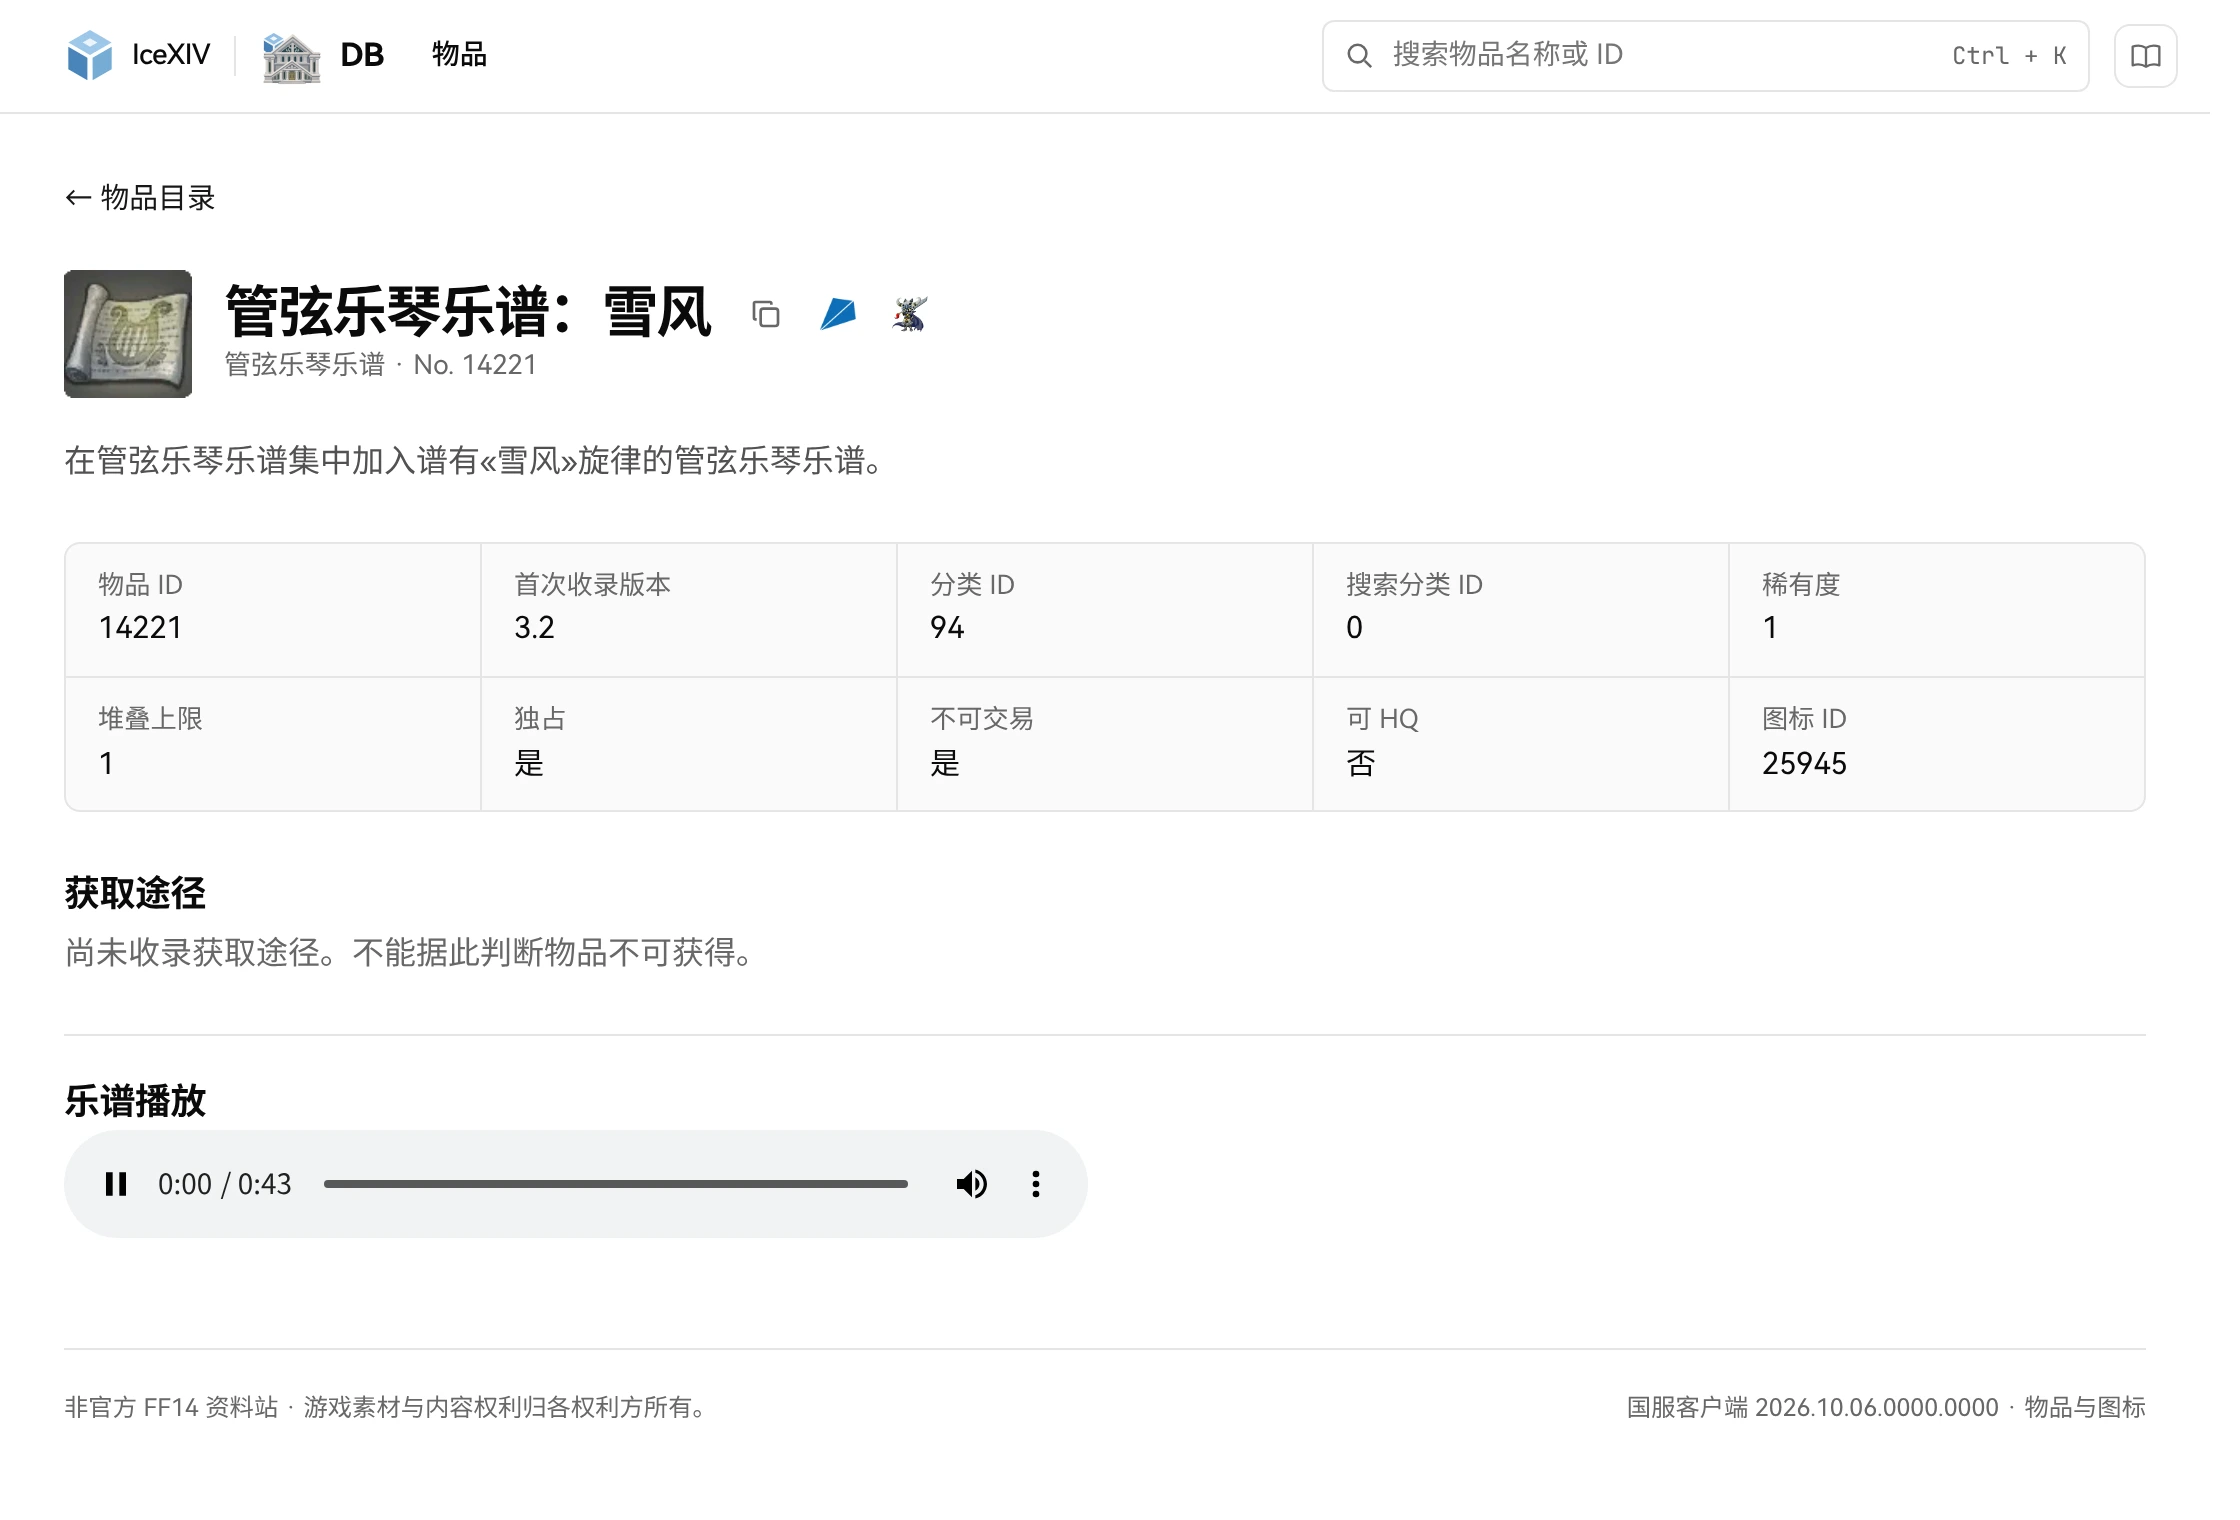 IceXIV DB 物品 搜索物品名称或 ID Ctrl + K
← 物品目录
管弦乐琴乐谱：雪风
管弦乐琴乐谱 · No. 14221
在管弦乐琴乐谱集中加入谱有«雪风»旋律的管弦乐琴乐谱。
物品 ID 首次收录版本 分类 ID 搜索分类 ID 稀有度
14221 3.2 94 0 1
堆叠上限 独占 不可交易 可 HQ 图标 ID
1 是 是 否 25945
获取途径
尚未收录获取途径。不能据此判断物品不可获得。
乐谱播放
0:00 / 0:43
非官方 FF14 资料站 · 游戏素材与内容权利归各权利方所有。 国服客户端 2026.10.06.0000.0000 · 物品与图标